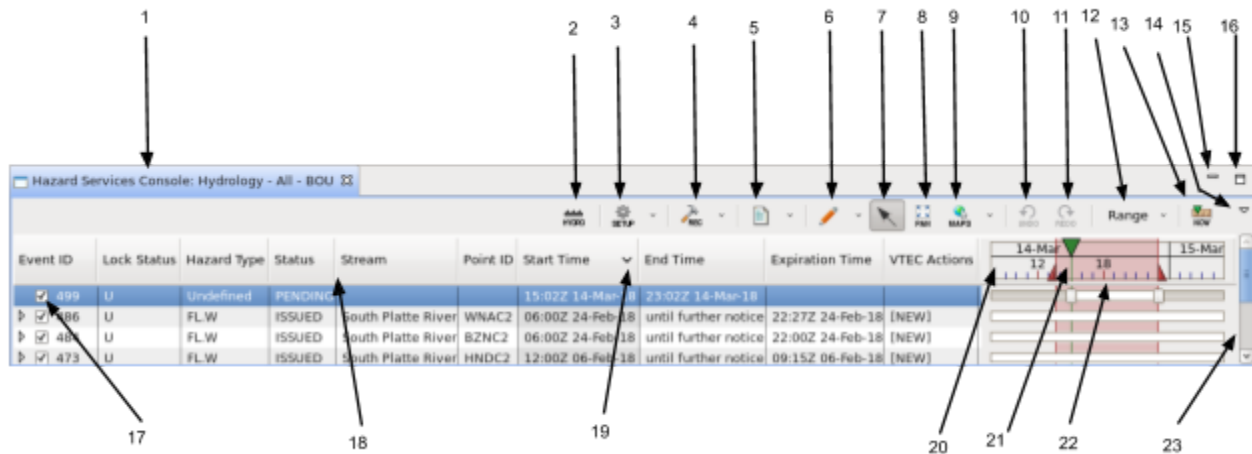 1 2 3 4 5 6 7 8 9 10 11 12 13 14 15 16
Hazard Services Console: Hydrology - All - BOU
HYDRO SETUP REC PAN MAPS UNDO REDO Range NOW
Event ID Lock Status Hazard Type Status Stream Point ID Start Time End Time Expiration Time VTEC Actions
14-Mar 15-Mar
12 18
499 U Undefined PENDING 15:02Z 14-Mar-18 23:02Z 14-Mar-18
486 U FL.W ISSUED South Platte River WNAC2 06:00Z 24-Feb-18 until further notice 22:27Z 24-Feb-18 [NEW]
U FL.W ISSUED South Platte River BZNC2 06:00Z 24-Feb-18 until further notice 22:00Z 24-Feb-18 [NEW]
473 U FL.W ISSUED South Platte River HNDC2 12:00Z 06-Feb-18 until further notice 09:15Z 06-Feb-18 [NEW]
17 18 19 20 21 22 23